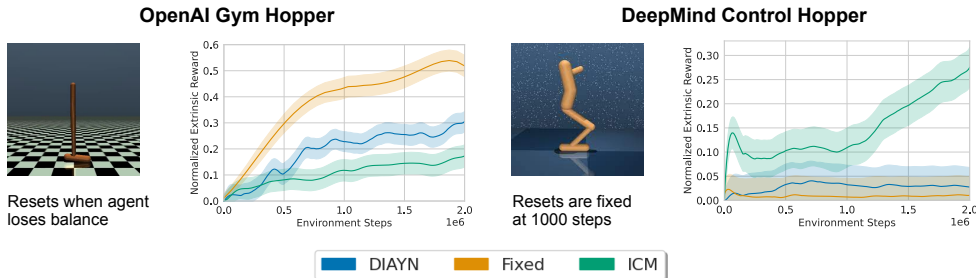 OpenAI Gym Hopper
Resets when agent
loses balance
Normalized Extrinsic Reward
0.6
0.5
0.4
0.3
0.2
0.1
0.0
0.0 0.5 1.0 1.5 2.0
Environment Steps 1e6
DeepMind Control Hopper
Resets are fixed
at 1000 steps
Normalized Extrinsic Reward
0.30
0.25
0.20
0.15
0.10
0.05
0.00
0.0 0.5 1.0 1.5 2.0
Environment Steps 1e6
DIAYN Fixed ICM